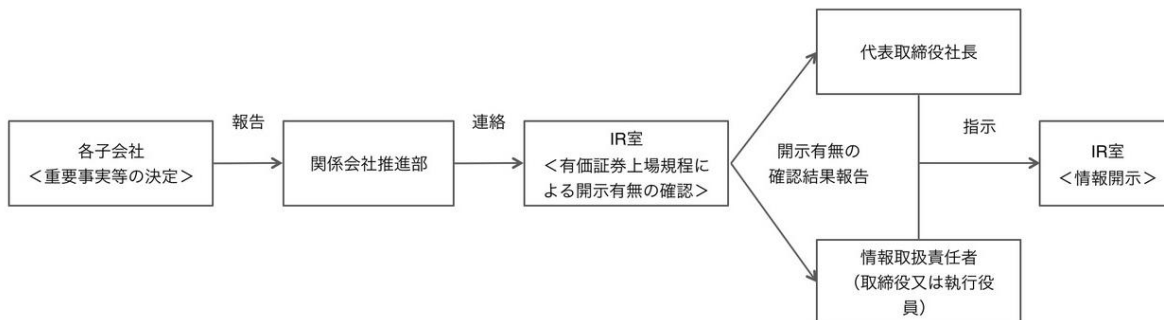 各子会社
＜重要事実等の決定＞
報告
関係会社推進部
連絡
IR室
＜有価証券上場規程に
よる開示有無の確認＞
開示有無の
確認結果報告
代表取締役社長
情報取扱責任者
（取締役又は執行役
員）
指示
IR室
＜情報開示＞